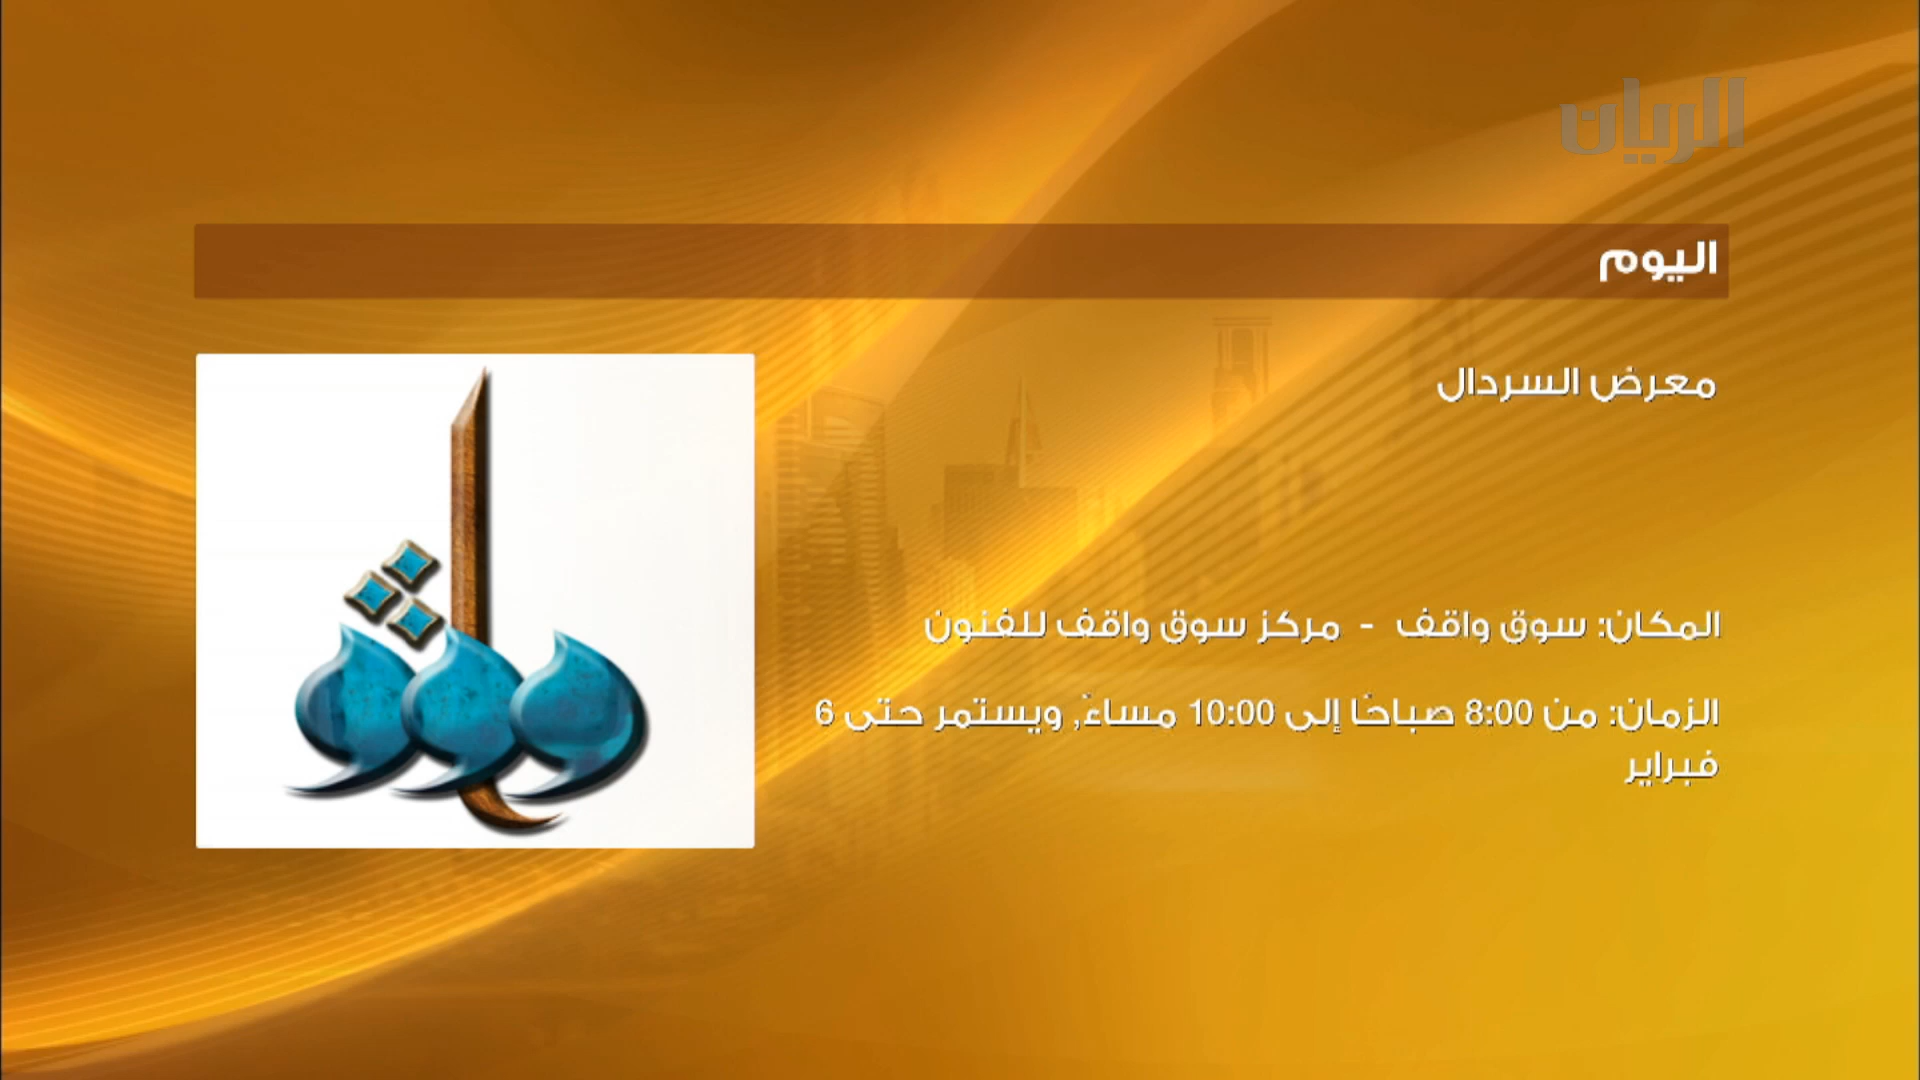 الريان
اليوم
معرض السردال
المكان: سوق واقف - مركز سوق واقف للفنون
الزمان: من 8:00 صباحًا إلى 10:00 مساءً, ويستمر حتى 6
فبراير